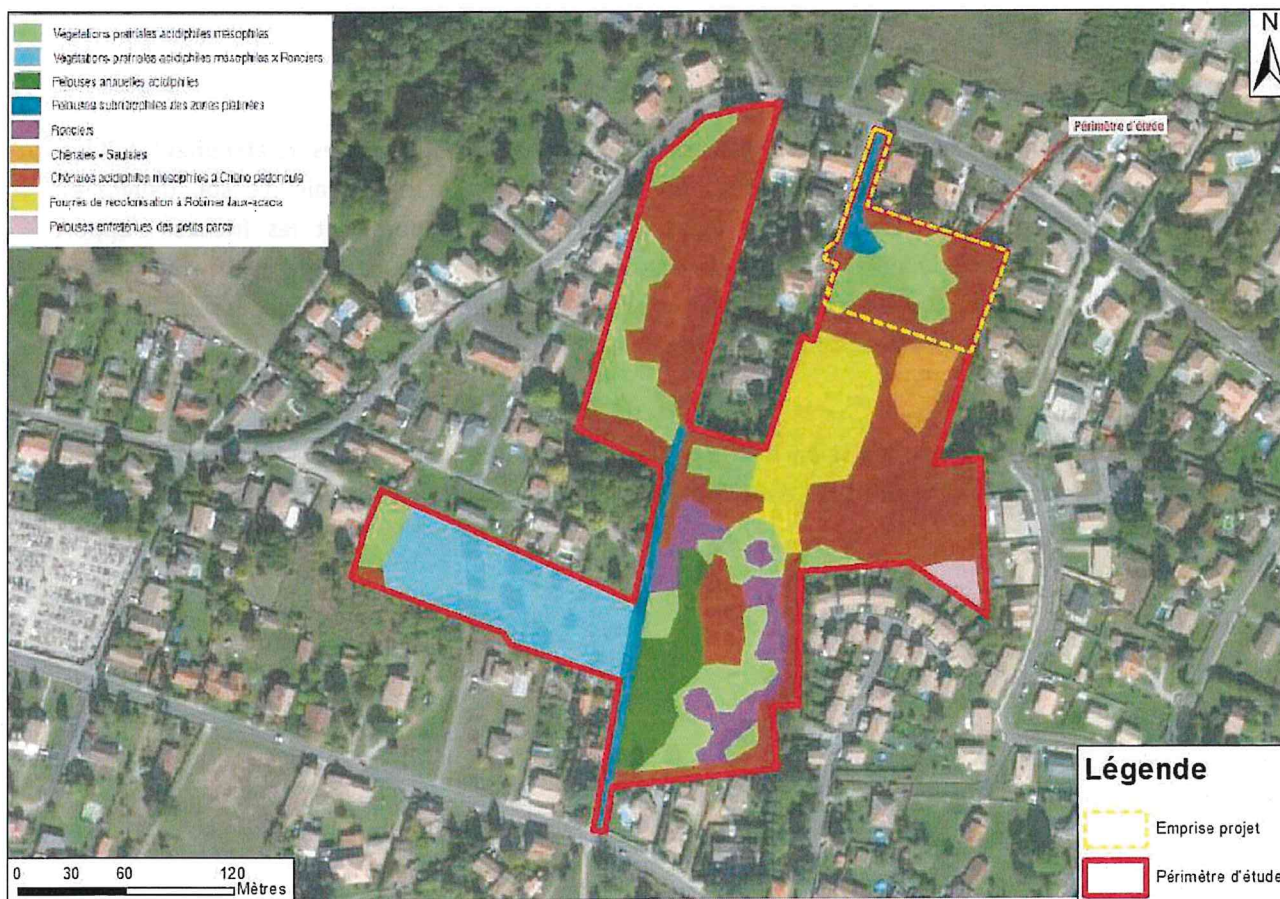 Végétations prairiales acidiphiles mésophiles
Végétations prairiales acidiphiles mésophiles x Ronciers
Pelouses annuelles acidiphiles
Pelouses subnitrophiles des zones piétinées
Ronciers
Chênaies - Saulaies
Chênaies acidiphiles mésophiles à Chêne pédonculé
Fourrés de recolonisation à Robinier faux-acacia
Pelouses entretenues des petits parcs
N
Périmètre d'étude
Légende
Emprise projet
Périmètre d'étude
0 30 60 120
Mètres